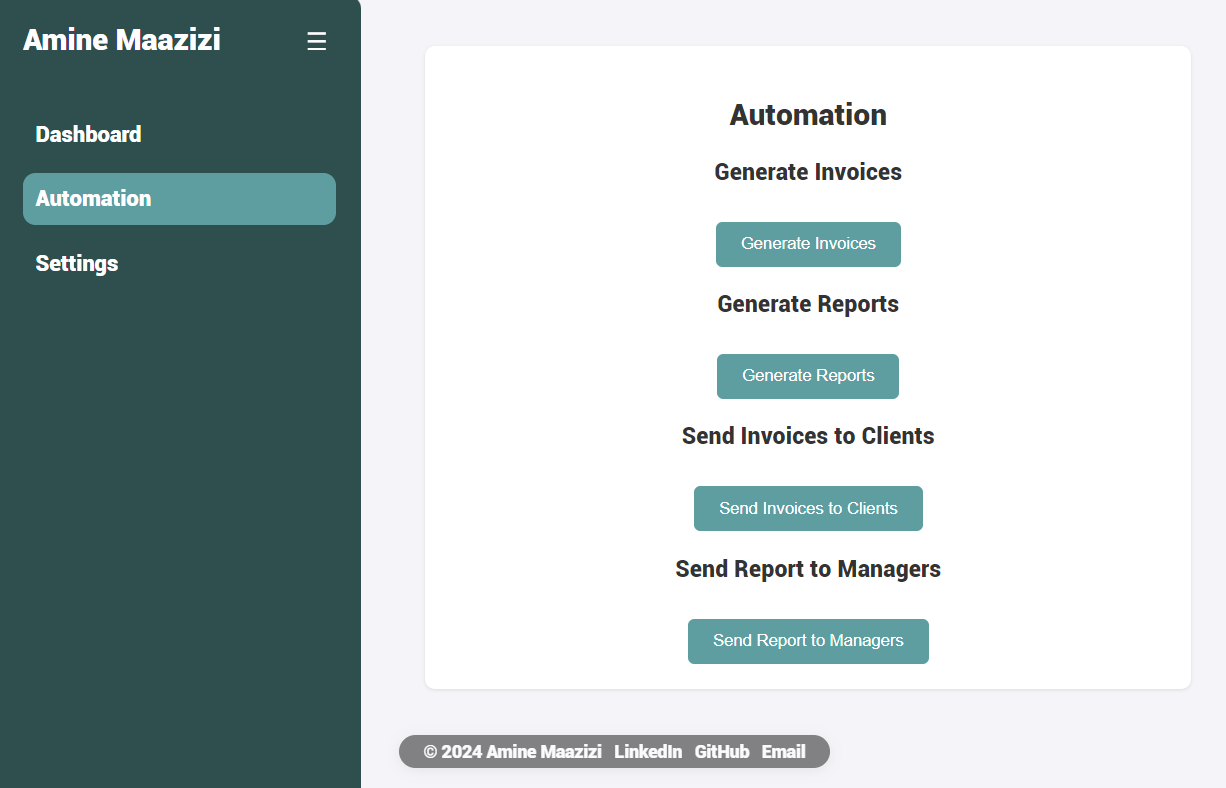 Amine Maazizi
Dashboard
Automation
Settings
Automation
Generate Invoices
Generate Invoices
Generate Reports
Generate Reports
Send Invoices to Clients
Send Invoices to Clients
Send Report to Managers
Send Report to Managers
© 2024 Amine Maazizi LinkedIn GitHub Email